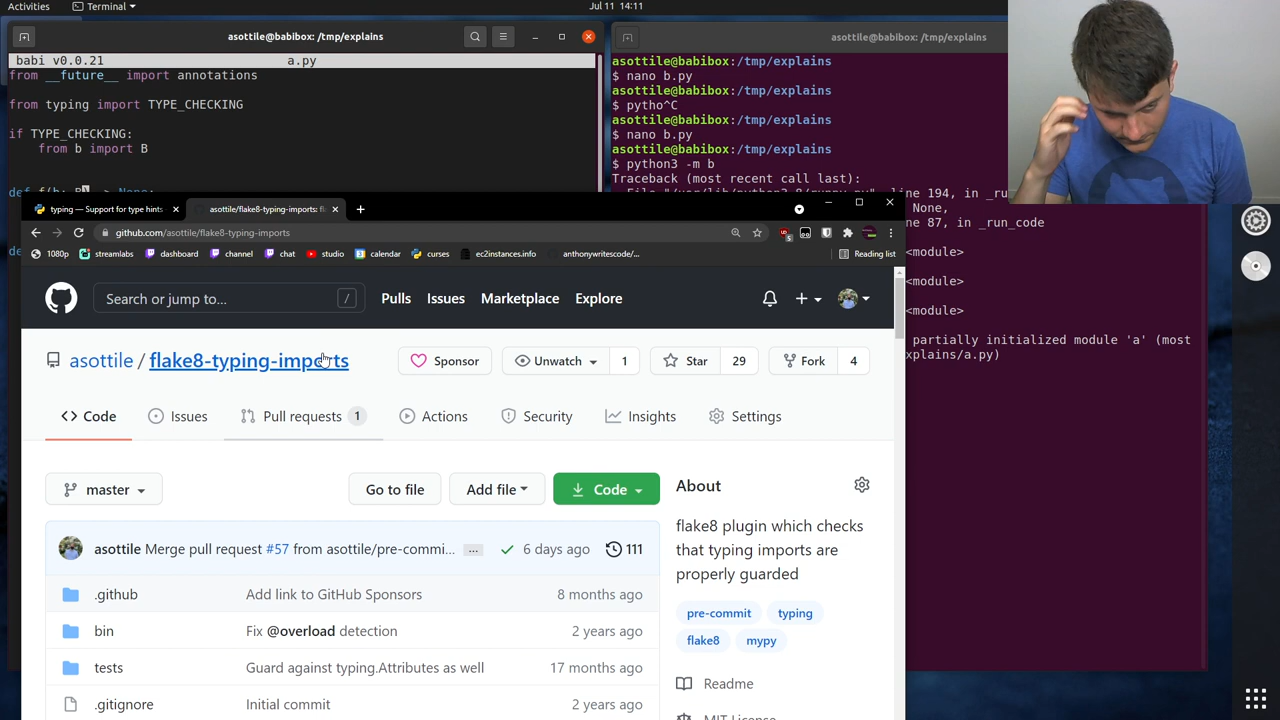 Activities
Terminal
Jul 11 14:11
asottile@babibox: /tmp/explains
babi v0.0.21 a.py
from __future__ import annotations
from typing import TYPE_CHECKING
if TYPE_CHECKING:
from b import B
def f(b: B) -> None:
asottile@babibox: /tmp/explains
asottile@babibox:/tmp/explains
$ nano b.py
asottile@babibox:/tmp/explains
$ pytho^C
asottile@babibox:/tmp/explains
$ nano b.py
asottile@babibox:/tmp/explains
$ python3 -m b
Traceback (most recent call last):
line 194, in _ru
None,
ne 87, in _run_code
<module>
<module>
<module>
partially initialized module 'a' (most
xplains/a.py)
typing — Support for type hints
asottile/flake8-typing-imports: fl
github.com/asottile/flake8-typing-imports
1080p
streamlabs
dashboard
channel
chat
studio
calendar
curses
ec2instances.info
anthonywritescode/...
Reading list
Search or jump to...
/
Pulls
Issues
Marketplace
Explore
asottile / flake8-typing-imports
Sponsor
Unwatch
1
Star
29
Fork
4
Code
Issues
Pull requests 1
Actions
Security
Insights
Settings
master
Go to file
Add file
Code
asottile Merge pull request #57 from asottile/pre-commi... ... 6 days ago 111
.github Add link to GitHub Sponsors 8 months ago
bin Fix @overload detection 2 years ago
tests Guard against typing.Attributes as well 17 months ago
.gitignore Initial commit 2 years ago
About
flake8 plugin which checks
that typing imports are
properly guarded
pre-commit
typing
flake8
mypy
Readme
MIT License